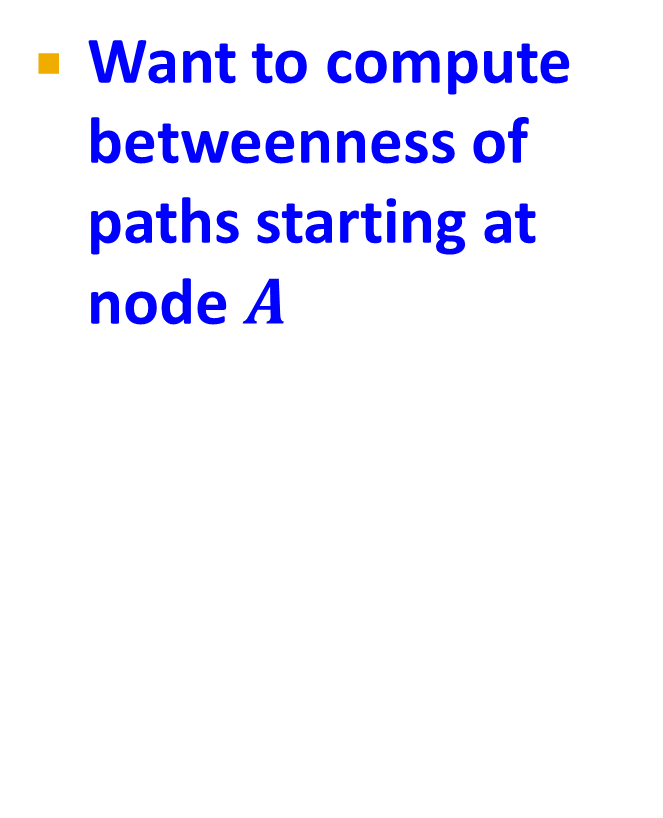 Want to compute
betweenness of
paths starting at
node A